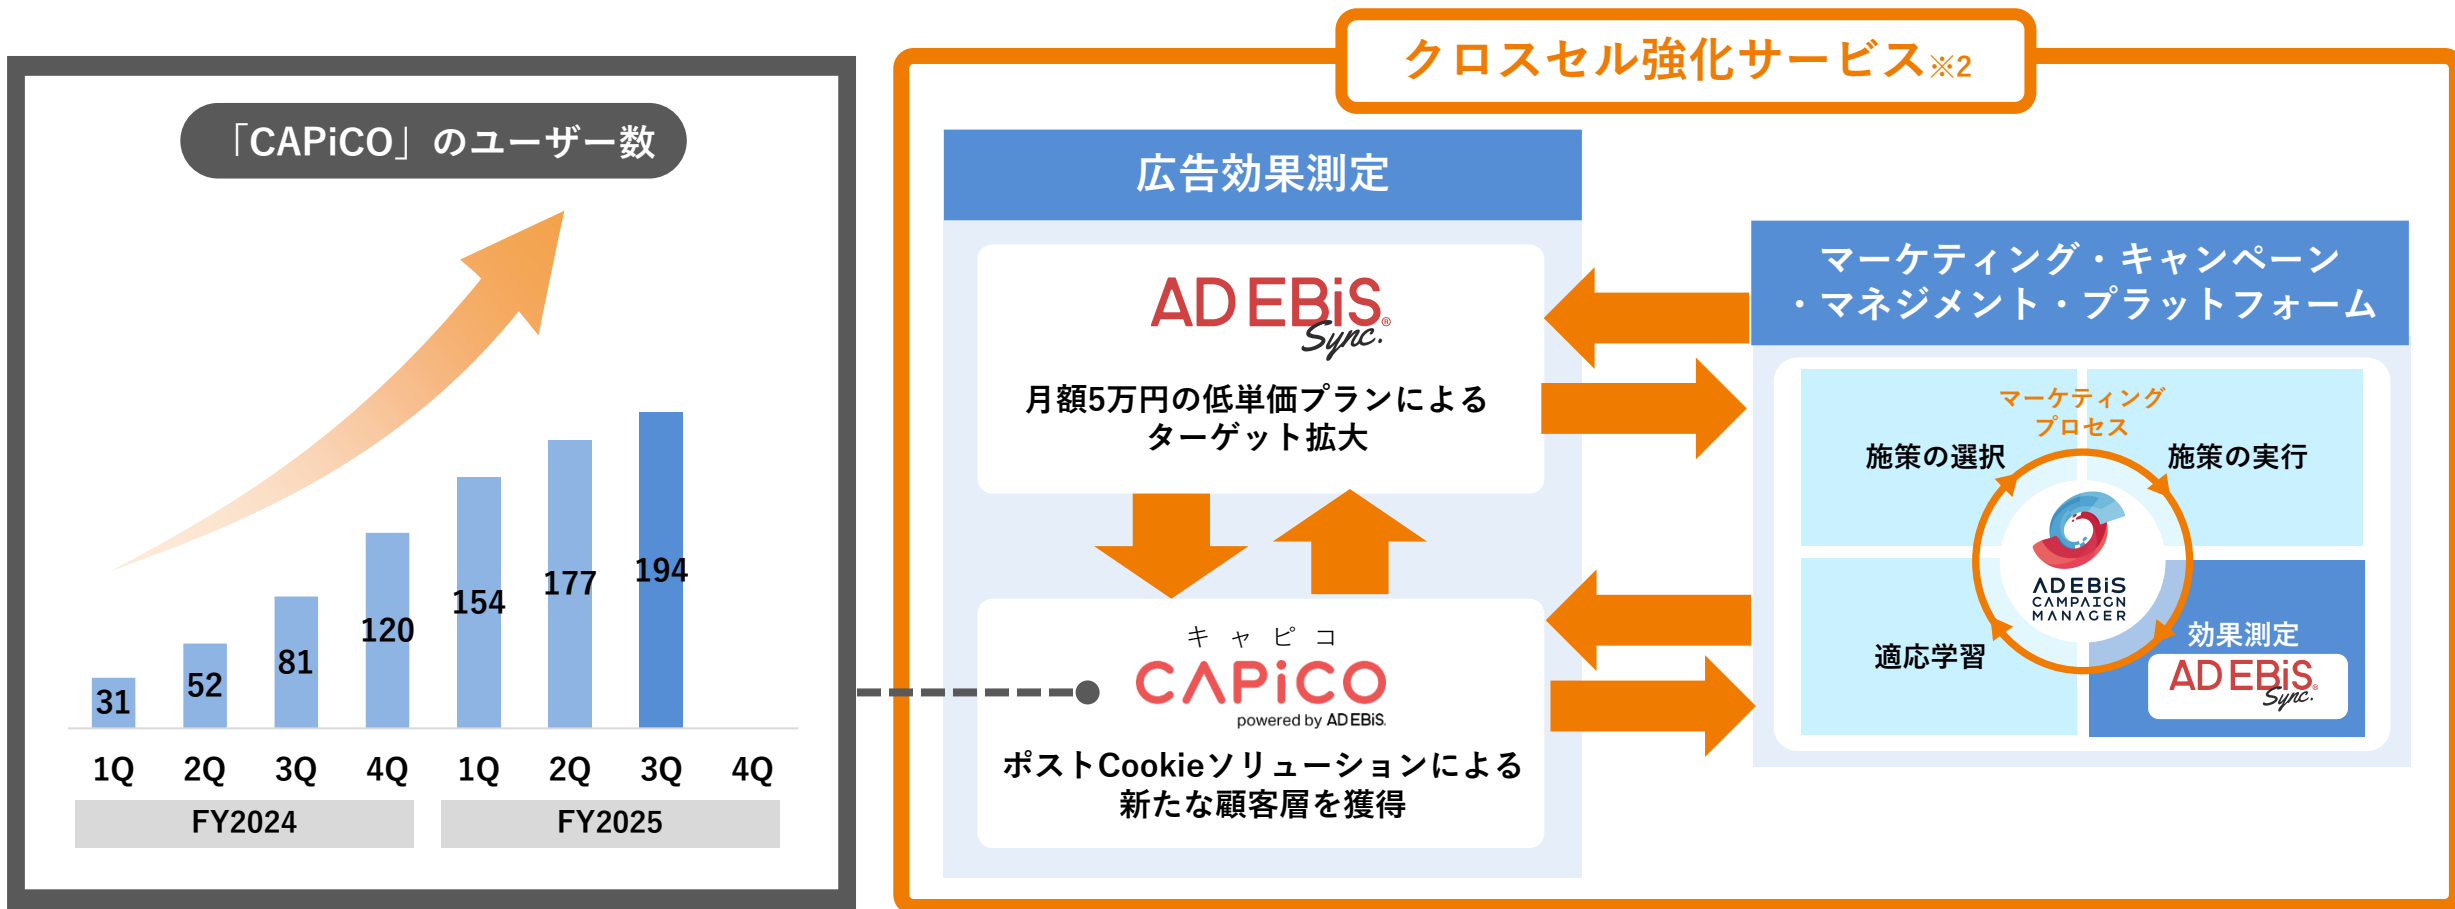 「CAPiCO」のユーザー数
31
52
81
120
154
177
194
1Q 2Q 3Q 4Q 1Q 2Q 3Q 4Q
FY2024 FY2025
クロスセル強化サービス※2
広告効果測定
AD EBiS®
Sync.
月額5万円の低単価プランによる
ターゲット拡大
キャピコ
CAPiCO
powered by AD EBiS.
ポストCookieソリューションによる
新たな顧客層を獲得
マーケティング・キャンペーン
・マネジメント・プラットフォーム
マーケティング
プロセス
施策の選択
施策の実行
AD EBiS
CAMPAIGN
MANAGER
適応学習
効果測定
AD EBiS®
Sync.